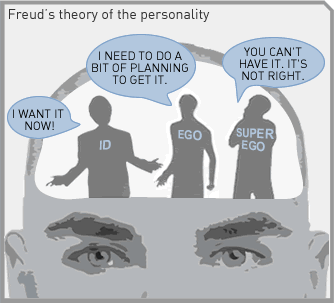 Freud's theory of the personality
I WANT IT
NOW!
I NEED TO DO A
BIT OF PLANNING
TO GET IT.
YOU CAN'T
HAVE IT. IT'S
NOT RIGHT.
ID
EGO
SUPER
EGO